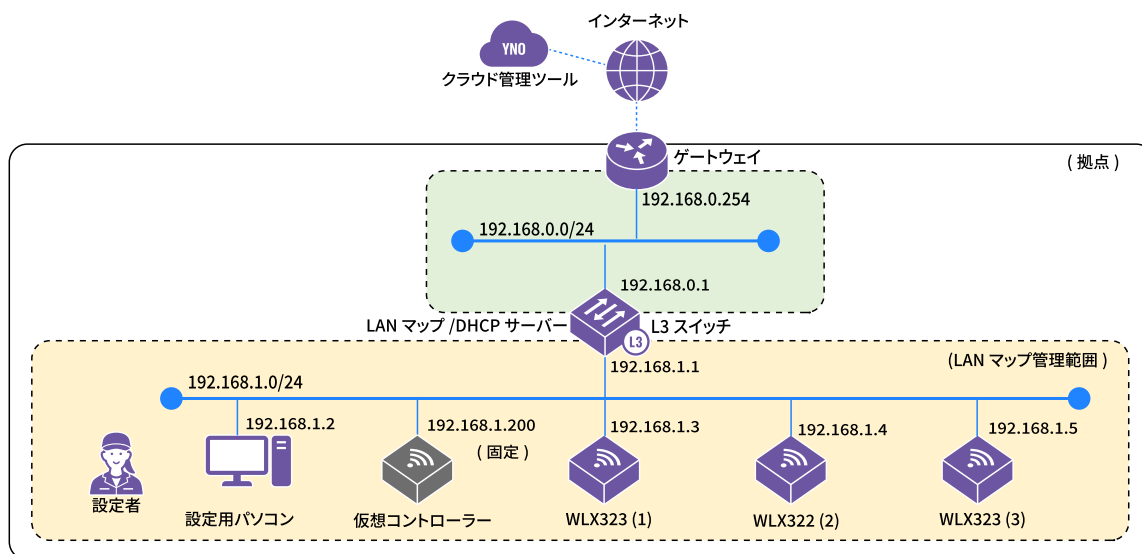 インターネット
YNO
クラウド管理ツール
ゲートウェイ
( 拠点 )
192.168.0.254
192.168.0.0/24
192.168.0.1
LAN マップ /DHCP サーバー
L3 スイッチ
L3
192.168.1.1
(LAN マップ管理範囲 )
192.168.1.0/24
192.168.1.2
192.168.1.200
( 固定 )
192.168.1.3
192.168.1.4
192.168.1.5
設定者
設定用パソコン
仮想コントローラー
WLX323 (1)
WLX322 (2)
WLX323 (3)